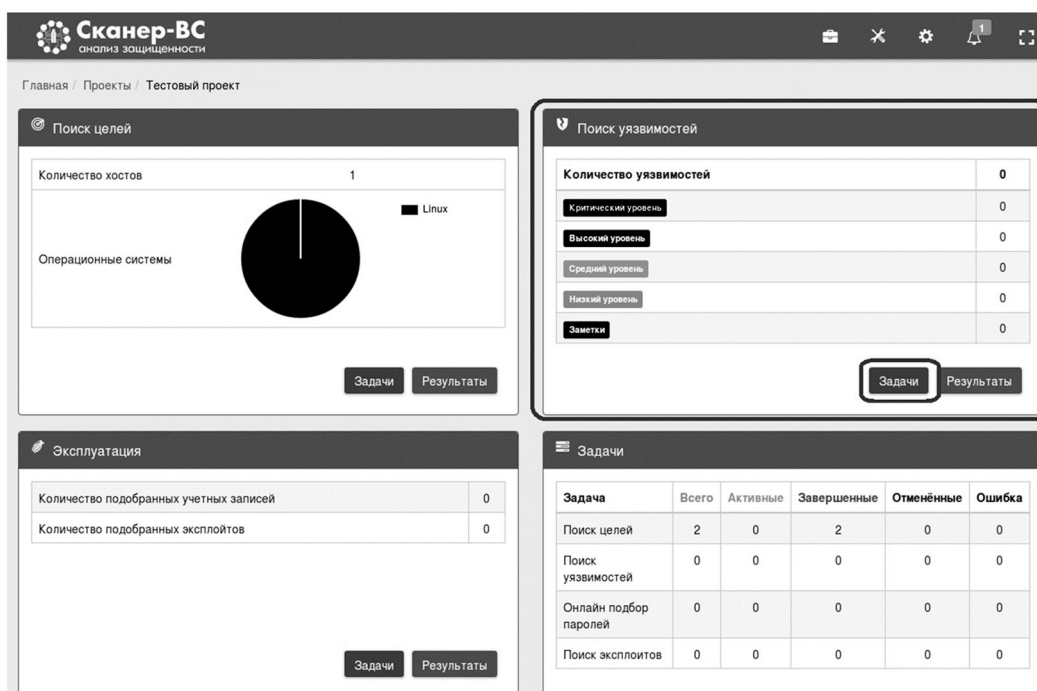 Сканер-ВС
анализ защищенности
1
Главная / Проекты / Тестовый проект
Поиск целей
Количество хостов 1
Операционные системы
Linux
Задачи Результаты
Поиск уязвимостей
Количество уязвимостей 0
Критический уровень 0
Высокий уровень 0
Средний уровень 0
Низкий уровень 0
Заметки 0
Задачи Результаты
Эксплуатация
Количество подобранных учетных записей 0
Количество подобранных эксплойтов 0
Задачи Результаты
Задачи
Задача Всего Активные Завершенные Отменённые Ошибка
Поиск целей 2 0 2 0 0
Поиск 0 0 0 0 0
уязвимостей
Онлайн подбор 0 0 0 0 0
паролей
Поиск эксплоитов 0 0 0 0 0